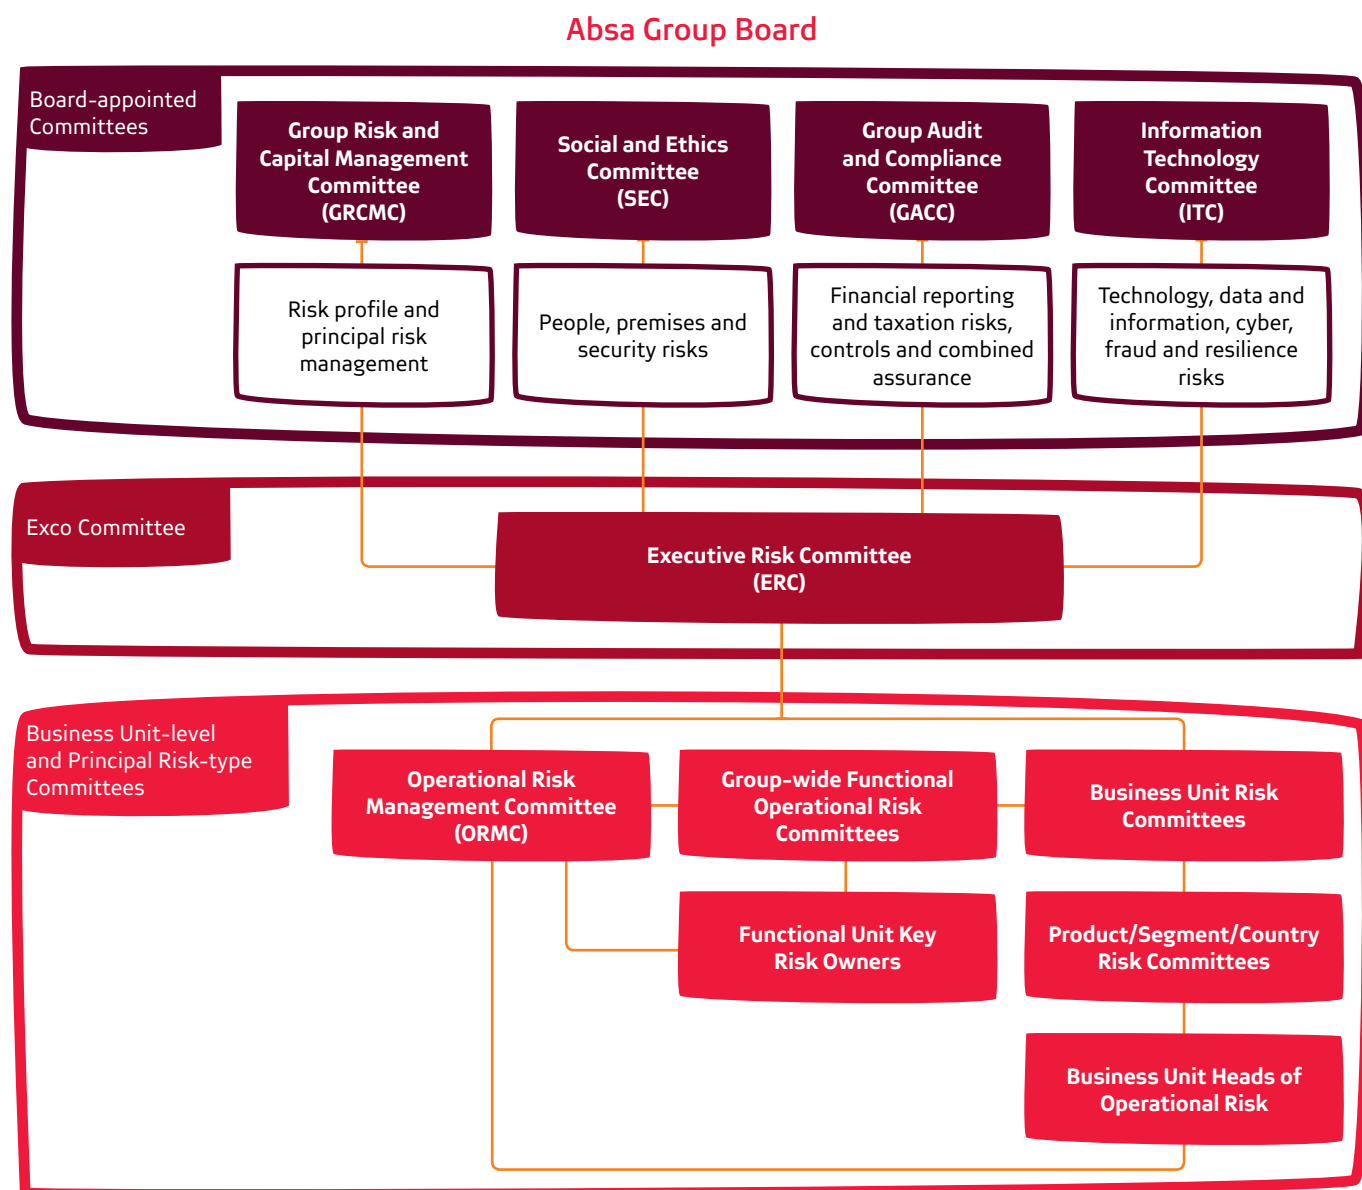 Absa Group Board
Board-appointed
Committees
Group Risk and
Capital Management
Committee
(GRCMC)
Social and Ethics
Committee
(SEC)
Group Audit
and Compliance
Committee
(GACC)
Information
Technology
Committee
(ITC)
Risk profile and
principal risk
management
People, premises and
security risks
Financial reporting
and taxation risks,
controls and combined
assurance
Technology, data and
information, cyber,
fraud and resilience
risks
Exco Committee
Executive Risk Committee
(ERC)
Business Unit-level
and Principal Risk-type
Committees
Operational Risk
Management Committee
(ORMC)
Group-wide Functional
Operational Risk
Committees
Business Unit Risk
Committees
Functional Unit Key
Risk Owners
Product/Segment/Country
Risk Committees
Business Unit Heads of
Operational Risk